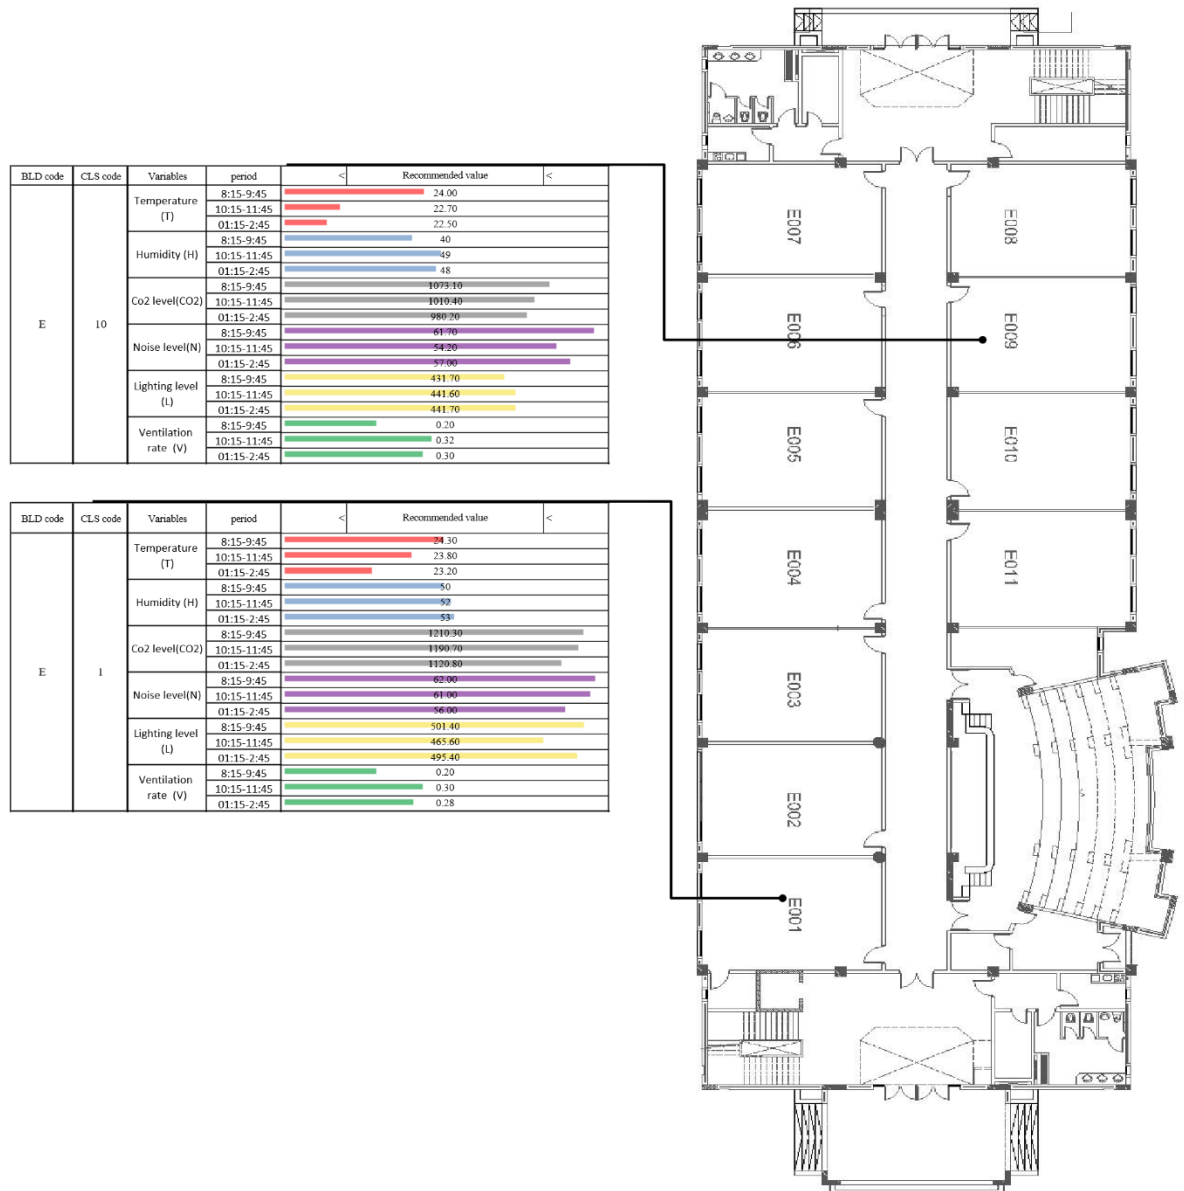 BLD code CLS code Variables period < Recommended value <
E 10
Temperature (T)
8:15-9:45 24.00
10:15-11:45 22.70
01:15-2:45 22.50
Humidity (H)
8:15-9:45 40
10:15-11:45 49
01:15-2:45 48
Co2 level(CO2)
8:15-9:45 1073.10
10:15-11:45 1010.40
01:15-2:45 980.20
Noise level(N)
8:15-9:45 61.70
10:15-11:45 54.20
01:15-2:45 57.00
Lighting level (L)
8:15-9:45 431.70
10:15-11:45 441.60
01:15-2:45 441.70
Ventilation rate (V)
8:15-9:45 0.20
10:15-11:45 0.32
01:15-2:45 0.30
BLD code CLS code Variables period < Recommended value <
E 1
Temperature (T)
8:15-9:45 24.30
10:15-11:45 23.80
01:15-2:45 23.20
Humidity (H)
8:15-9:45 50
10:15-11:45 52
01:15-2:45 53
Co2 level(CO2)
8:15-9:45 1210.30
10:15-11:45 1190.70
01:15-2:45 1120.80
Noise level(N)
8:15-9:45 62.00
10:15-11:45 61.00
01:15-2:45 56.00
Lighting level (L)
8:15-9:45 501.40
10:15-11:45 465.60
01:15-2:45 495.40
Ventilation rate (V)
8:15-9:45 0.20
10:15-11:45 0.30
01:15-2:45 0.28
E007
E008
E006
E009
E005
E010
E004
E011
E003
E002
E001